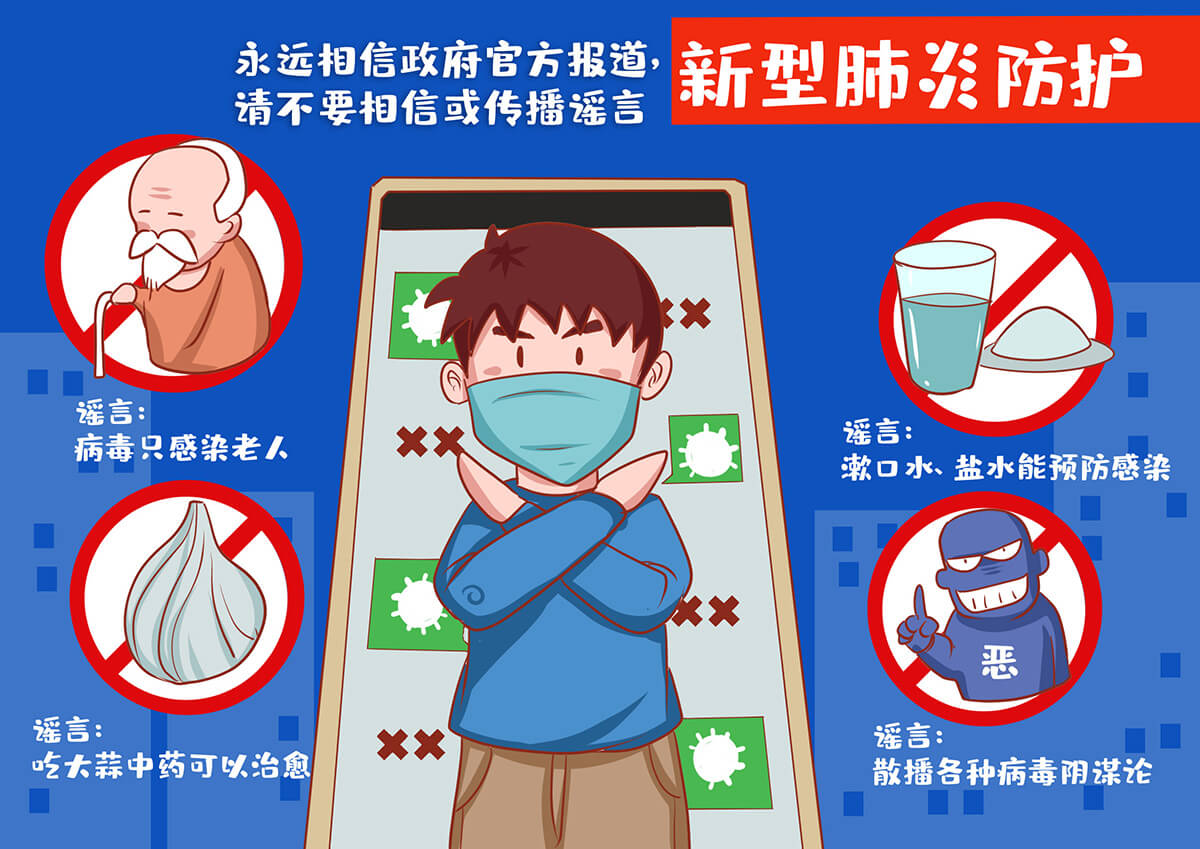 永远相信政府官方报道，
请不要相信或传播谣言
新型肺炎防护
谣言：
病毒只感染老人
谣言：
漱口水、盐水能预防感染
谣言：
吃大蒜中药可以治愈
恶
谣言：
散播各种病毒阴谋论